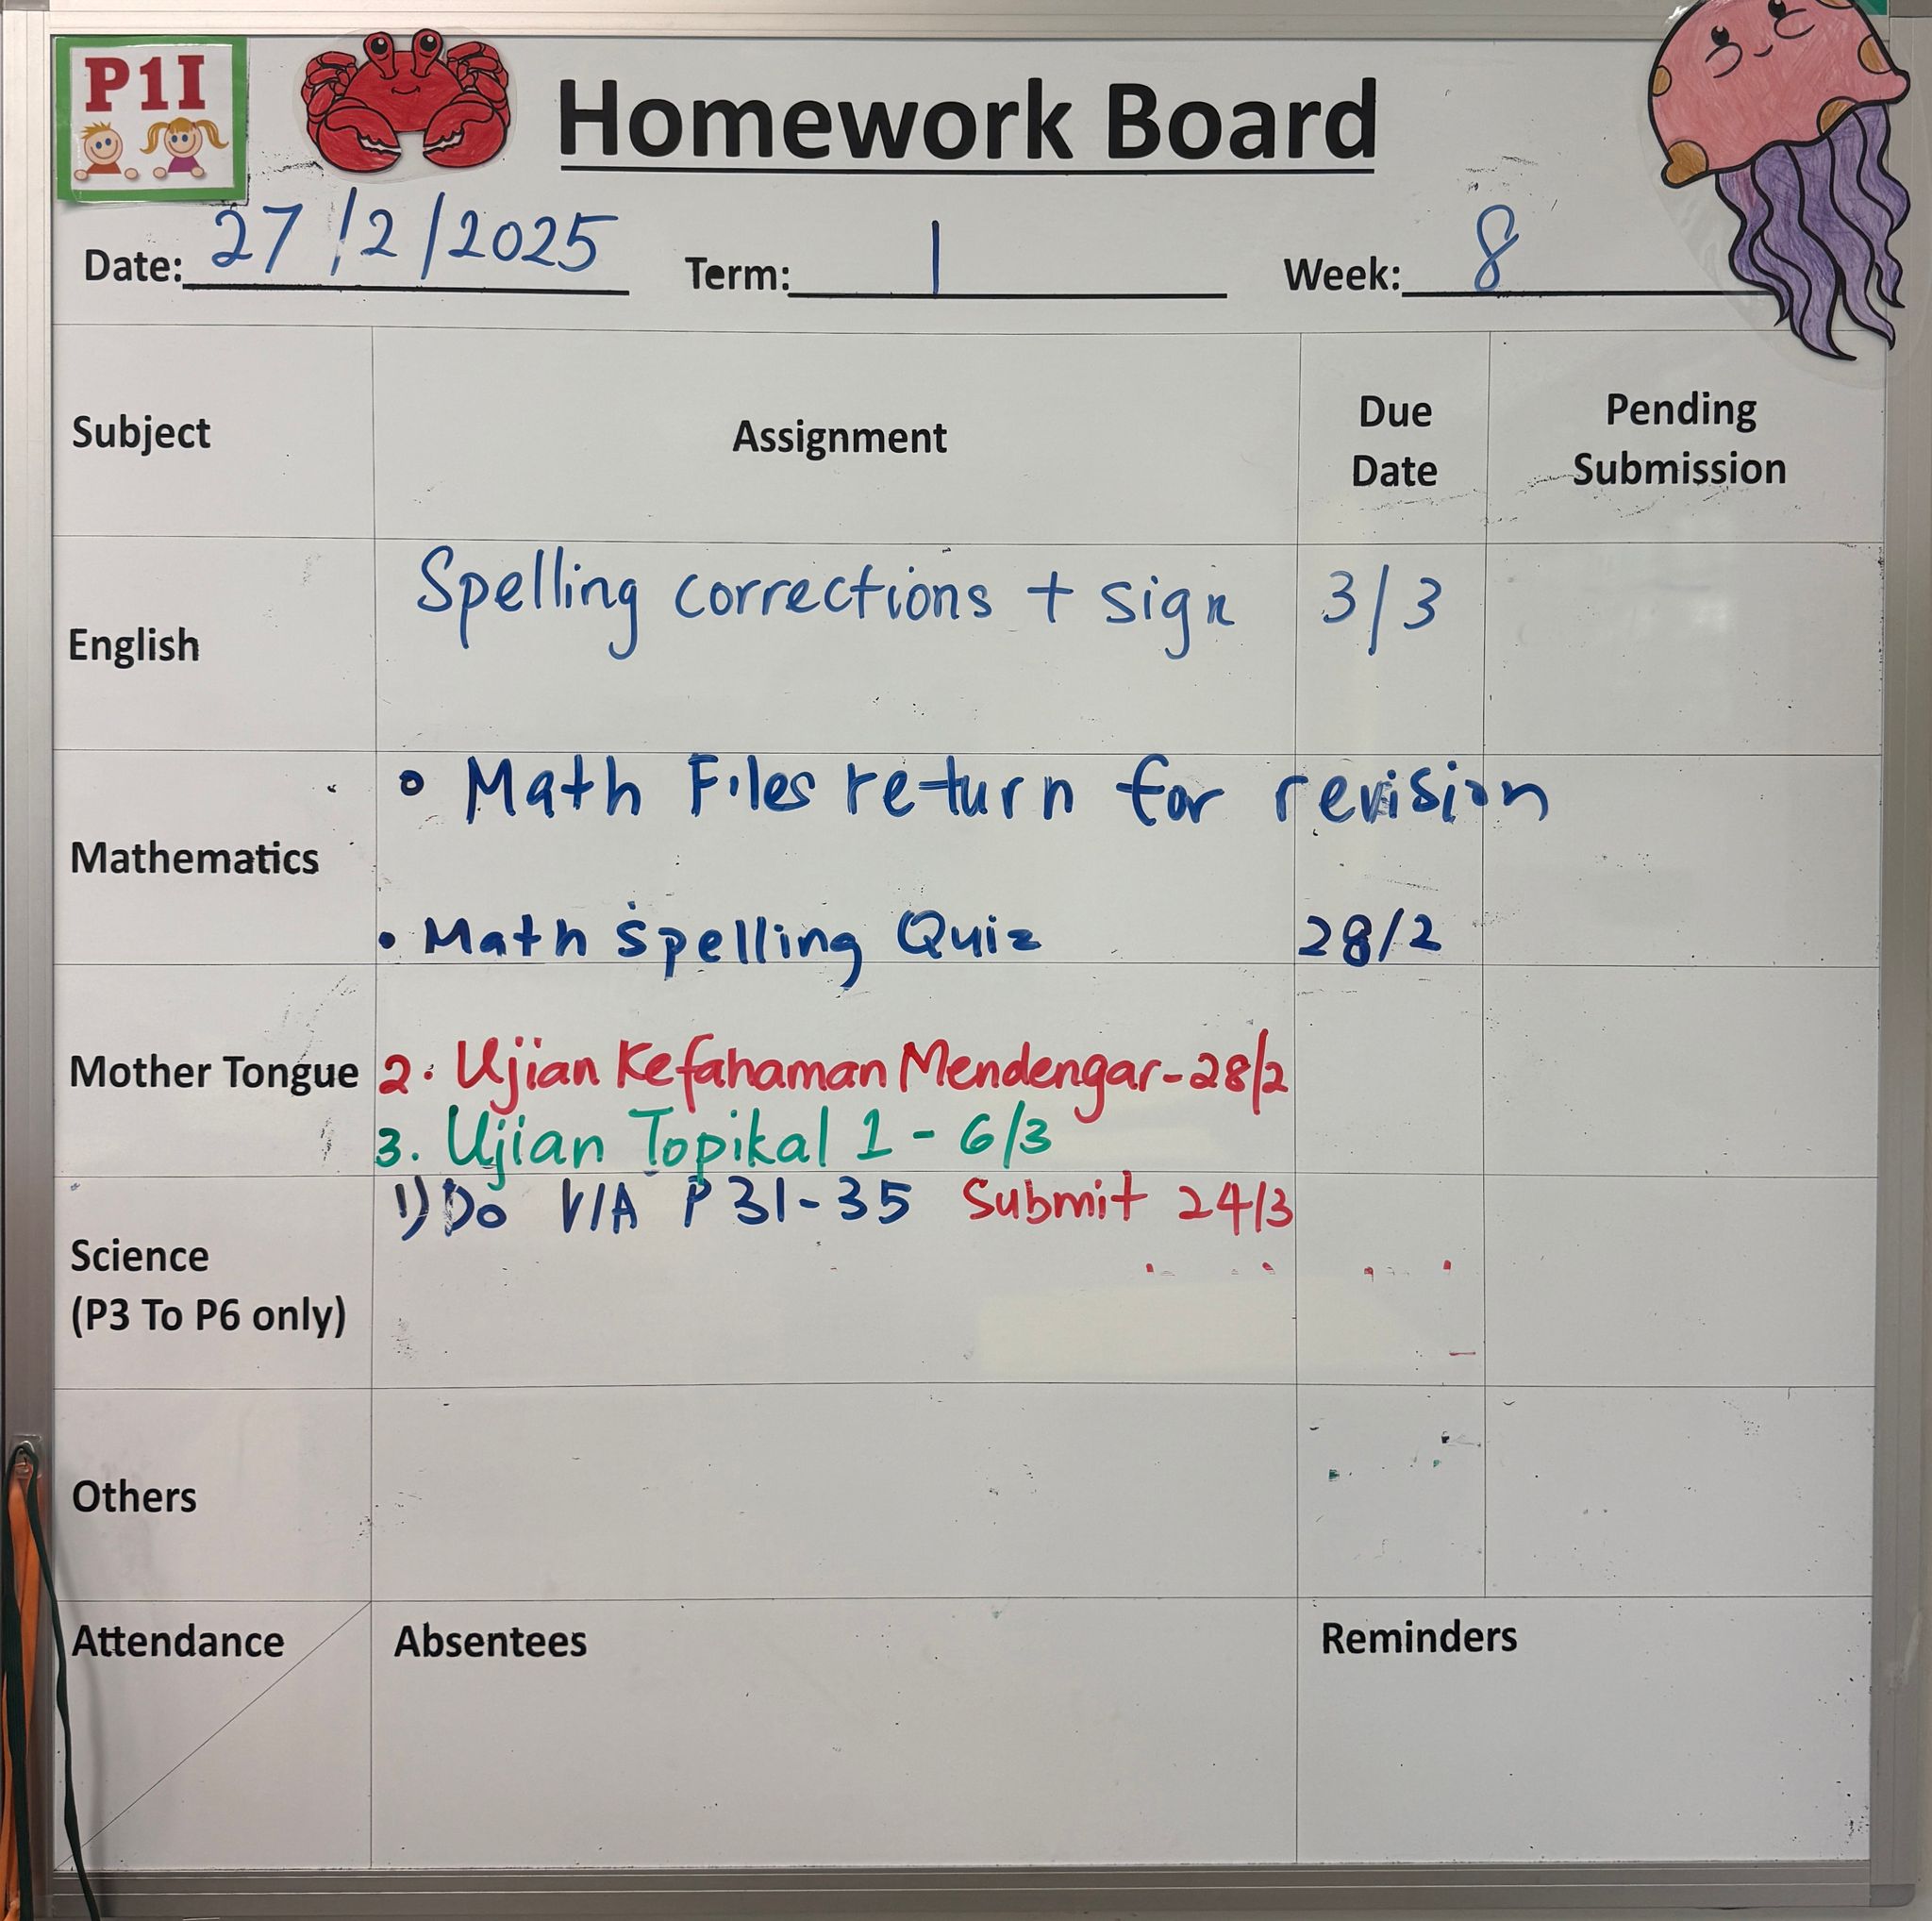 P1I
Homework Board
Date: 27/2/2025 Term: 1 Week: 8
Subject Assignment Due Date Pending Submission
English Spelling corrections + sign 3/3
Mathematics
• Math Files return for revision
• Math Spelling Quiz 28/2
Mother Tongue 2. Ujian Kefahaman Mendengar - 28/2
3. Ujian Topikal 1 - 6/3
1) Do V/A P 31-35 Submit 24/3
Science
(P3 To P6 only)
Others
Attendance Absentees Reminders